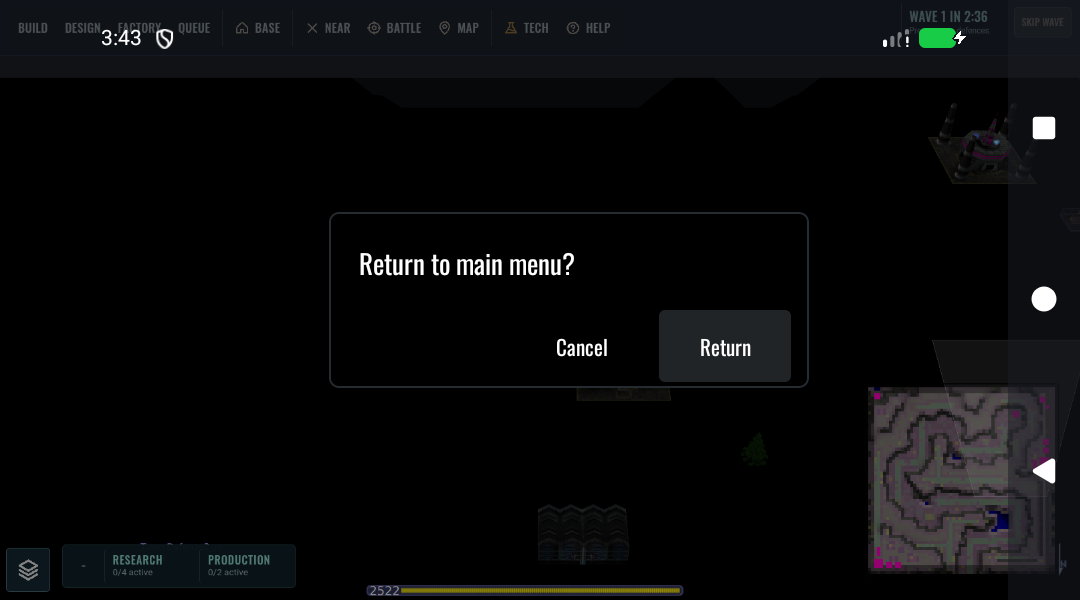 BUILD DESIGN FACTORY QUEUE BASE NEAR BATTLE MAP TECH HELP
WAVE 1 IN 2:36
SKIP WAVE
3:43
Return to main menu?
Cancel Return
RESEARCH
0/4 active
PRODUCTION
0/2 active
2522